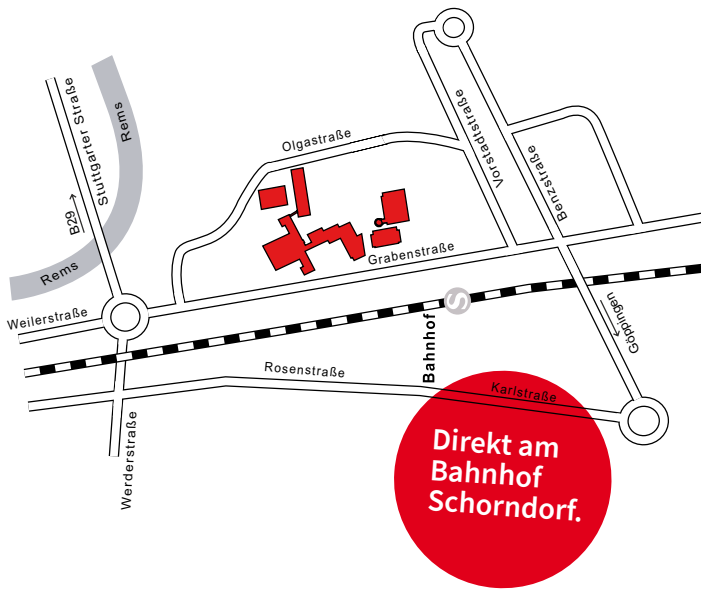 Rems
Stuttgarter Straße
B29
Rems
Olgastraße
Vorstadtstraße
Benzstraße
Grabenstraße
Weilerstraße
S
Göppingen
Bahnhof
Rosenstraße
Karlstraße
Werderstraße
Direkt am
Bahnhof
Schorndorf.